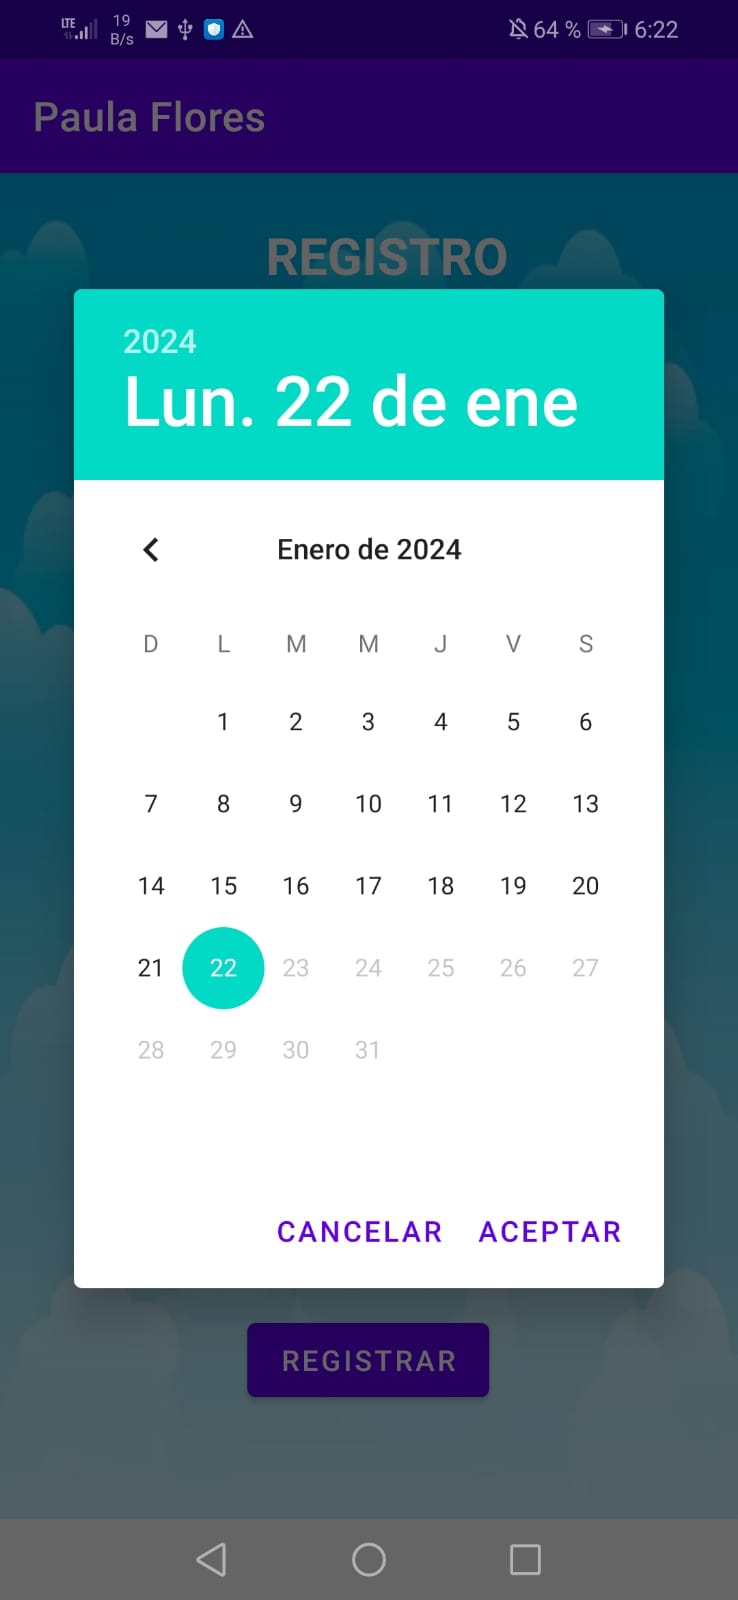 LTE 19 B/s 64 % 6:22
Paula Flores
REGISTRO
2024
Lun. 22 de ene
Enero de 2024
D L M M J V S
1 2 3 4 5 6
7 8 9 10 11 12 13
14 15 16 17 18 19 20
21 22 23 24 25 26 27
28 29 30 31
CANCELAR ACEPTAR
REGISTRAR